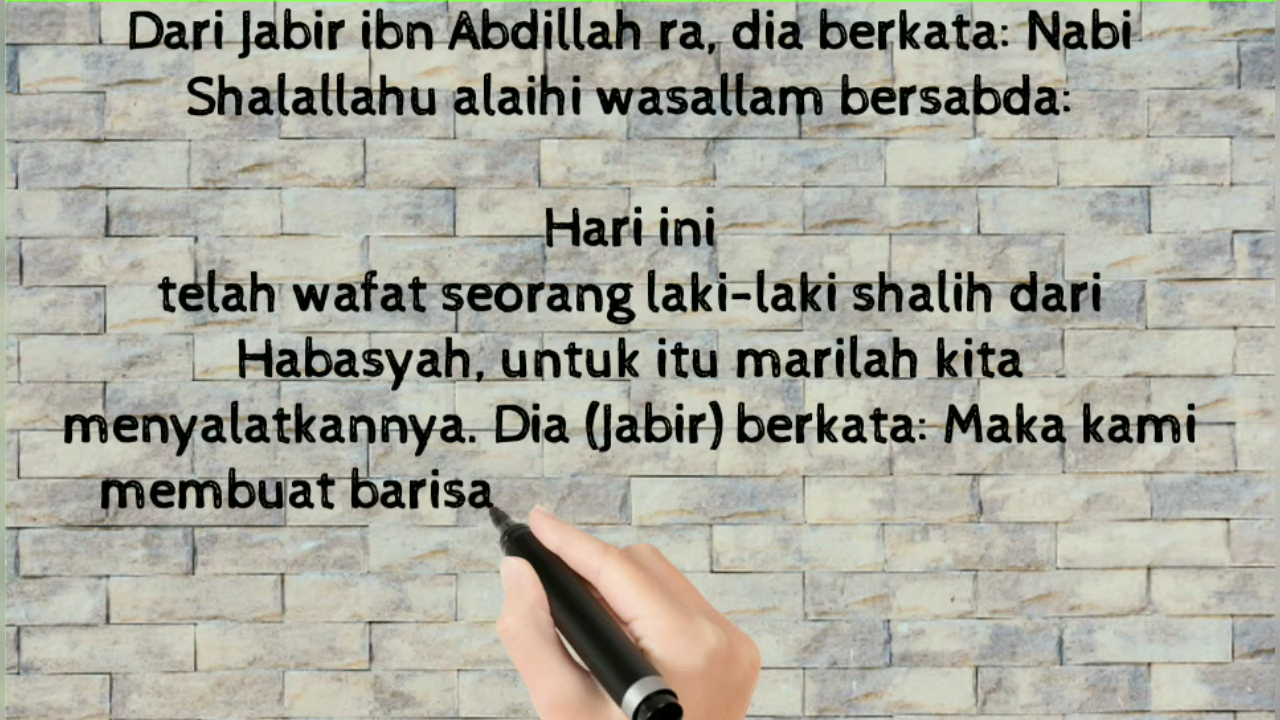 Dari Jabir ibn Abdillah ra, dia berkata: Nabi
Shalallahu alaihi wasallam bersabda:
Hari ini
telah wafat seorang laki-laki shalih dari
Habasyah, untuk itu marilah kita
menyalatkannya. Dia (Jabir) berkata: Maka kami
membuat barisa